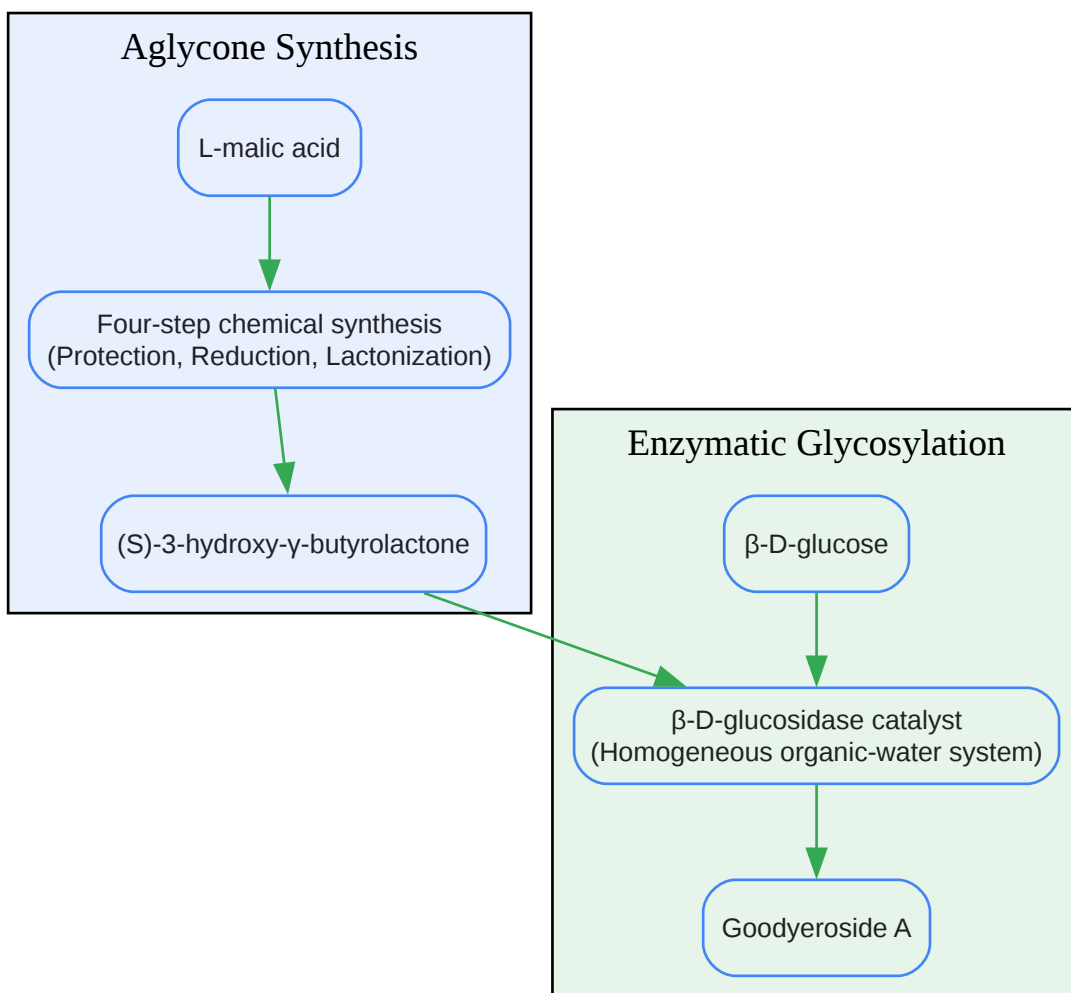 Aglycone Synthesis
L-malic acid
Four-step chemical synthesis
(Protection, Reduction, Lactonization)
(S)-3-hydroxy-γ-butyrolactone
Enzymatic Glycosylation
β-D-glucose
β-D-glucosidase catalyst
(Homogeneous organic-water system)
Goodyeroside A